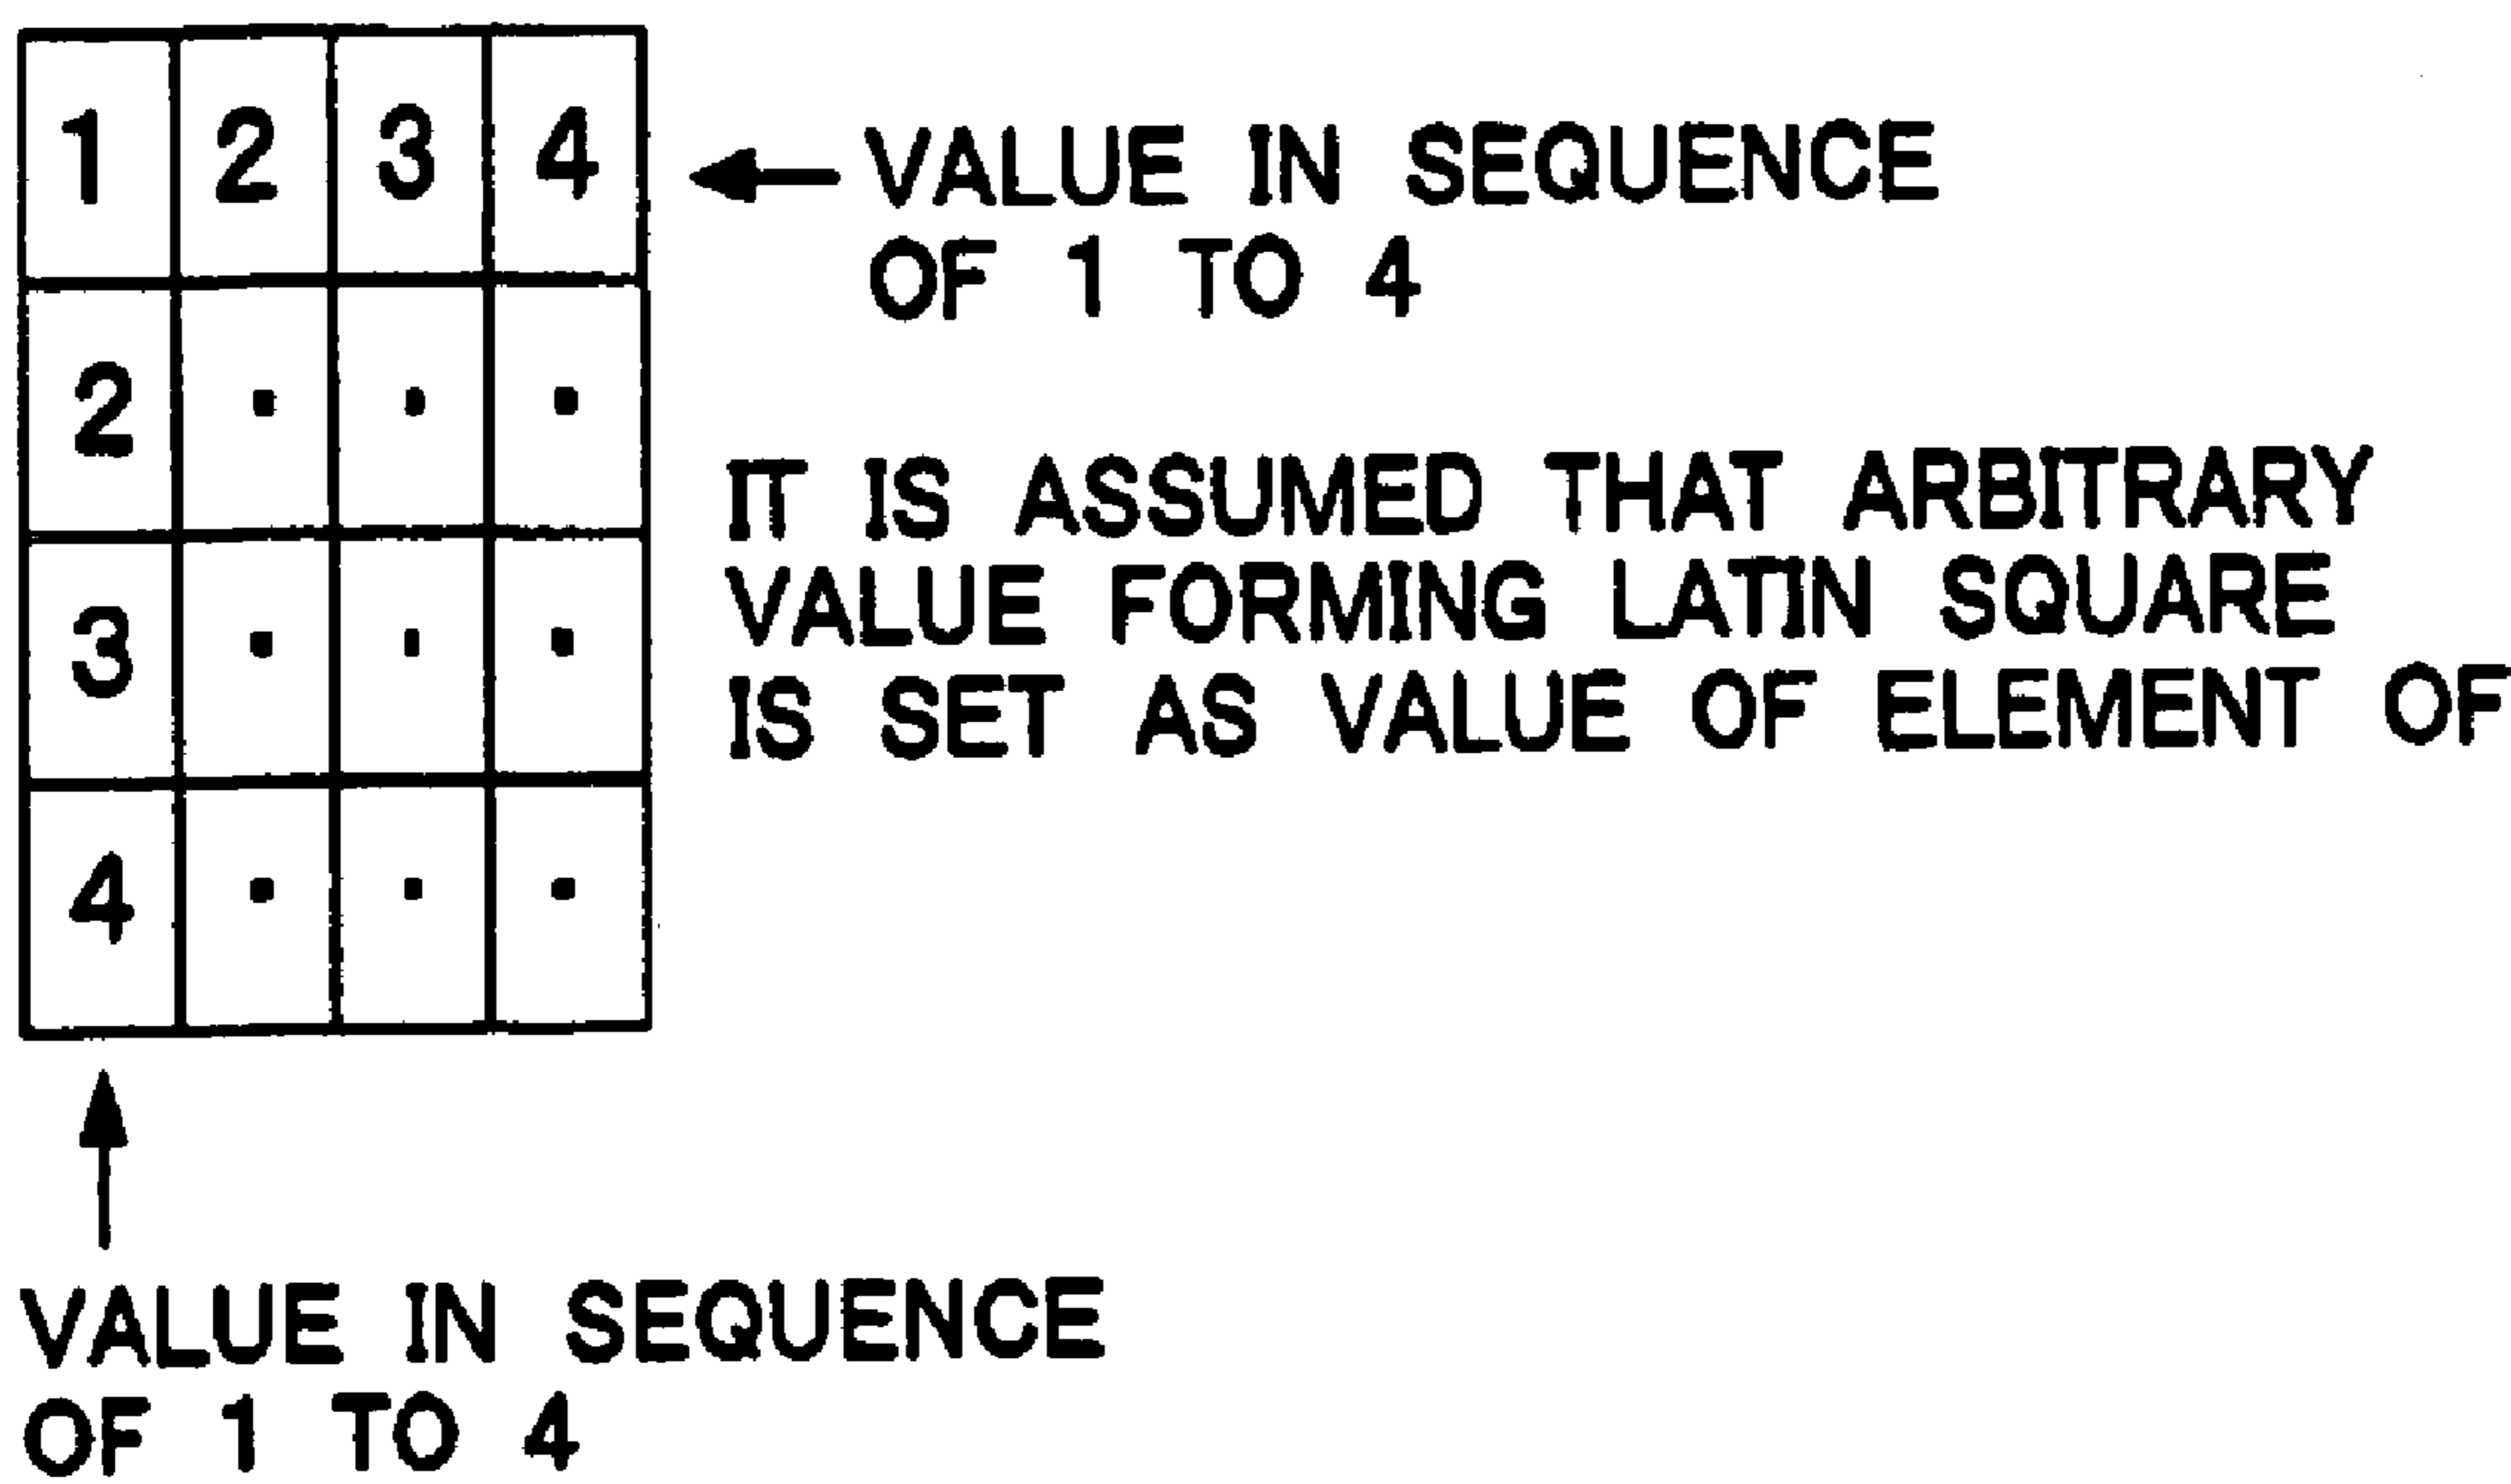 1 2 3 4
VALUE IN SEQUENCE
OF 1 TO 4
2 · · ·
IT IS ASSUMED THAT ARBITRARY
VALUE FORMING LATIN SQUARE
IS SET AS VALUE OF ELEMENT OF
3 · · ·
4 · · ·
VALUE IN SEQUENCE
OF 1 TO 4